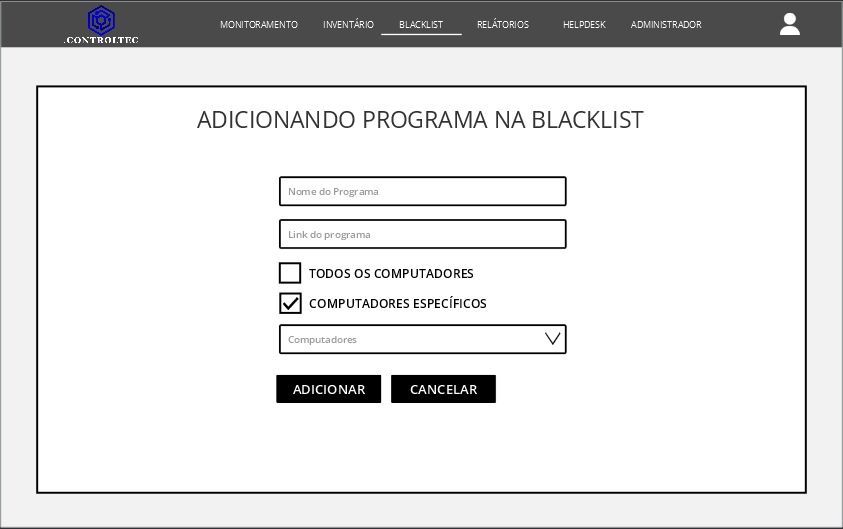 .CONTROLTEC
MONITORAMENTO INVENTÁRIO BLACKLIST RELÁTORIOS HELPDESK ADMINISTRADOR
ADICIONANDO PROGRAMA NA BLACKLIST
Nome do Programa
Link do programa
TODOS OS COMPUTADORES
COMPUTADORES ESPECÍFICOS
Computadores
ADICIONAR CANCELAR